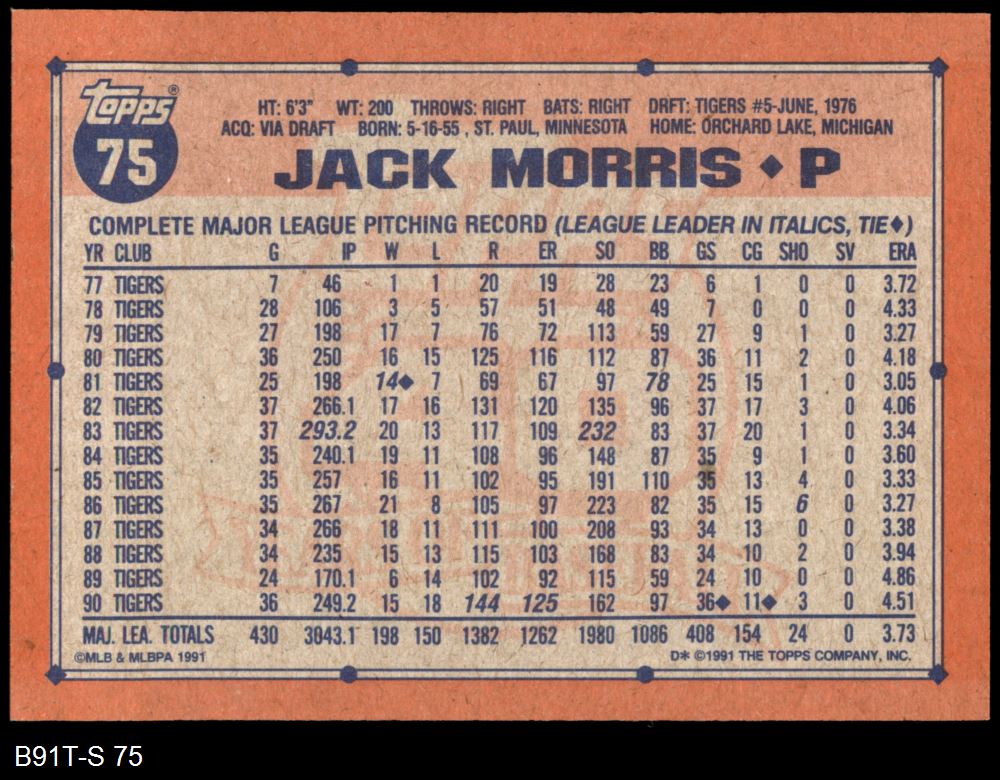 Topps®
75
HT: 6'3" WT: 200 THROWS: RIGHT BATS: RIGHT DRFT: TIGERS #5-JUNE, 1976
ACQ: VIA DRAFT BORN: 5-16-55 , ST. PAUL, MINNESOTA HOME: ORCHARD LAKE, MICHIGAN
JACK MORRIS ♦ P
COMPLETE MAJOR LEAGUE PITCHING RECORD (LEAGUE LEADER IN ITALICS, TIE♦)
YR CLUB G IP W L R ER SO BB GS CG SHO SV ERA
77 TIGERS 7 46 1 1 20 19 28 23 6 1 0 0 3.72
78 TIGERS 28 106 3 5 57 51 48 49 7 0 0 0 4.33
79 TIGERS 27 198 17 7 76 72 113 59 27 9 1 0 3.27
80 TIGERS 36 250 16 15 125 116 112 87 36 11 2 0 4.18
81 TIGERS 25 198 14♦ 7 69 67 97 78 25 15 1 0 3.05
82 TIGERS 37 266.1 17 16 131 120 135 96 37 17 3 0 4.06
83 TIGERS 37 293.2 20 13 117 109 232 83 37 20 1 0 3.34
84 TIGERS 35 240.1 19 11 108 96 148 87 35 9 1 0 3.60
85 TIGERS 35 257 16 11 102 95 191 110 35 13 4 0 3.33
86 TIGERS 35 267 21 8 105 97 223 82 35 15 6 0 3.27
87 TIGERS 34 266 18 11 111 100 208 93 34 13 0 0 3.38
88 TIGERS 34 235 15 13 115 103 168 83 34 10 2 0 3.94
89 TIGERS 24 170.1 6 14 102 92 115 59 24 10 0 0 4.86
90 TIGERS 36 249.2 15 18 144 125 162 97 36♦ 11♦ 3 0 4.51
MAJ. LEA. TOTALS 430 3043.1 198 150 1382 1262 1980 1086 408 154 24 0 3.73
©MLB & MLBPA 1991 D* ©1991 THE TOPPS COMPANY, INC.
B91T-S 75